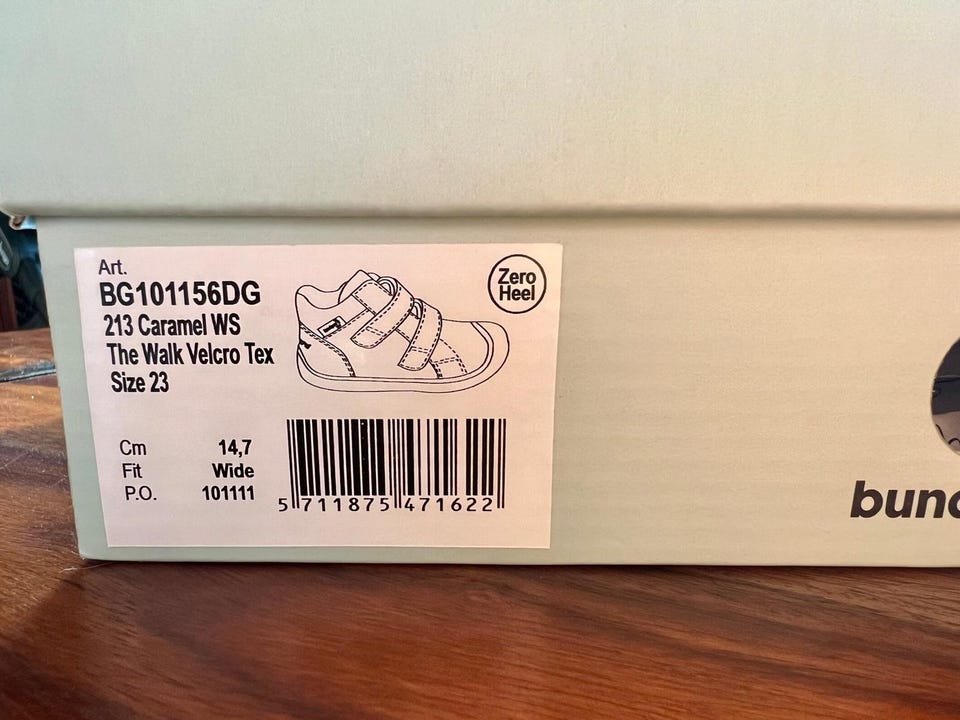 Art.
BG101156DG
213 Caramel WS
The Walk Velcro Tex
Size 23
Zero
Heel
Cm 14,7
Fit Wide
P.O. 101111
5 711875 471622